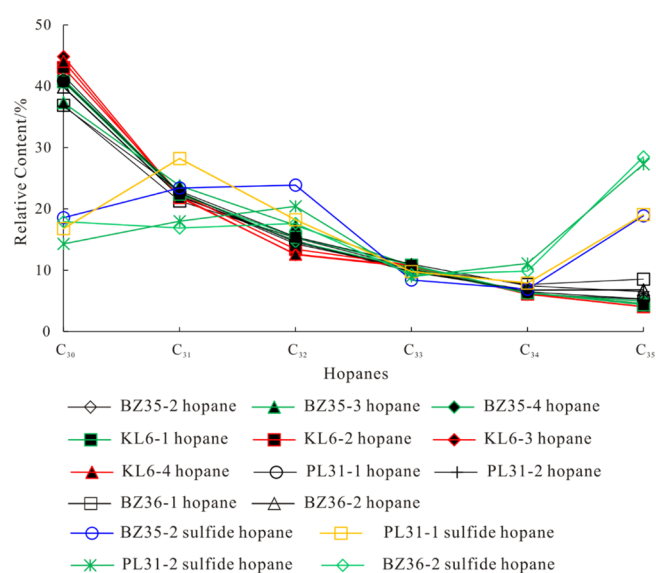 50
40
30
20
10
0
Relative Content/%
C₃₀ C₃₁ C₃₂ C₃₃ C₃₄ C₃₅
Hopanes
BZ35-2 hopane BZ35-3 hopane BZ35-4 hopane
KL6-1 hopane KL6-2 hopane KL6-3 hopane
KL6-4 hopane PL31-1 hopane PL31-2 hopane
BZ36-1 hopane BZ36-2 hopane
BZ35-2 sulfide hopane PL31-1 sulfide hopane
PL31-2 sulfide hopane BZ36-2 sulfide hopane